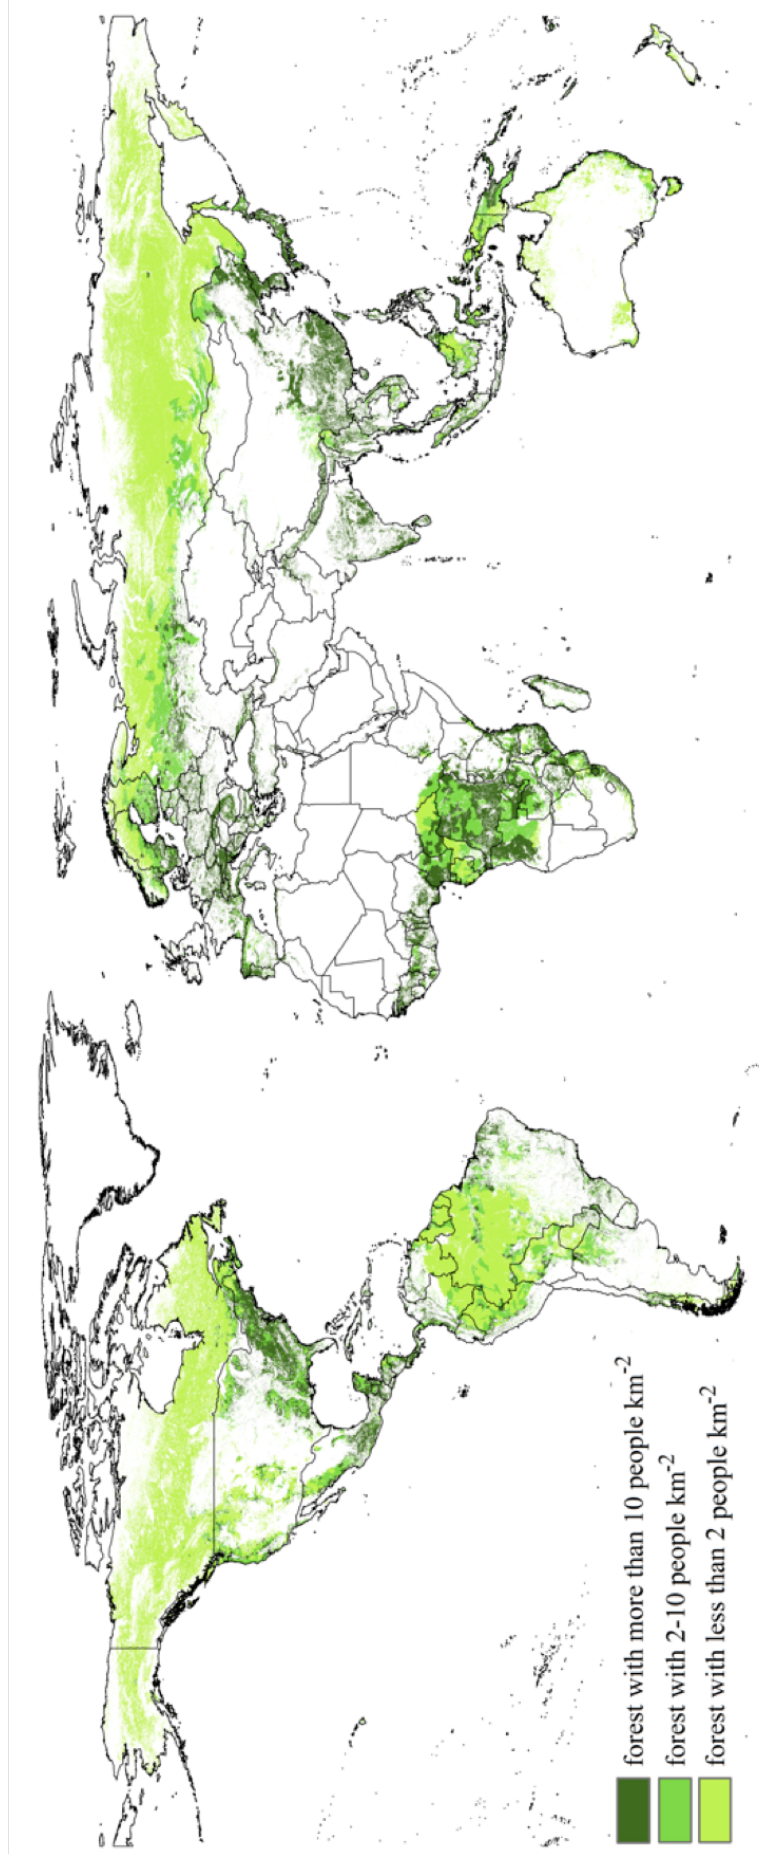 forest with more than 10 people km-2
forest with 2-10 people km-2
forest with less than 2 people km-2